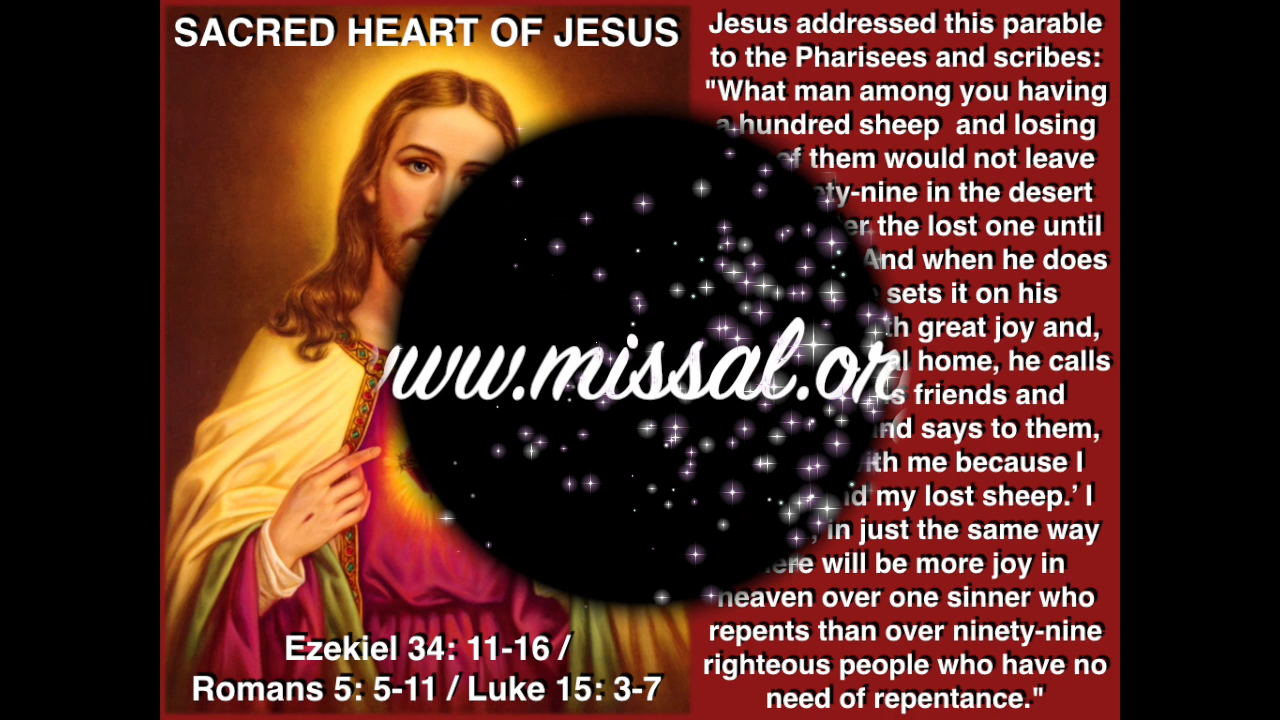 SACRED HEART OF JESUS
Ezekiel 34: 11-16 /
Romans 5: 5-11 / Luke 15: 3-7
www.missal.or
Jesus addressed this parable
to the Pharisees and scribes:
"What man among you having
a hundred sheep and losing
of them would not leave
in the desert
the lost one until
And when he does
sets it on his
great joy and,
home, he calls
friends and
and says to them,
with me because I
my lost sheep.’ I
in just the same way
there will be more joy in
heaven over one sinner who
repents than over ninety-nine
righteous people who have no
need of repentance."